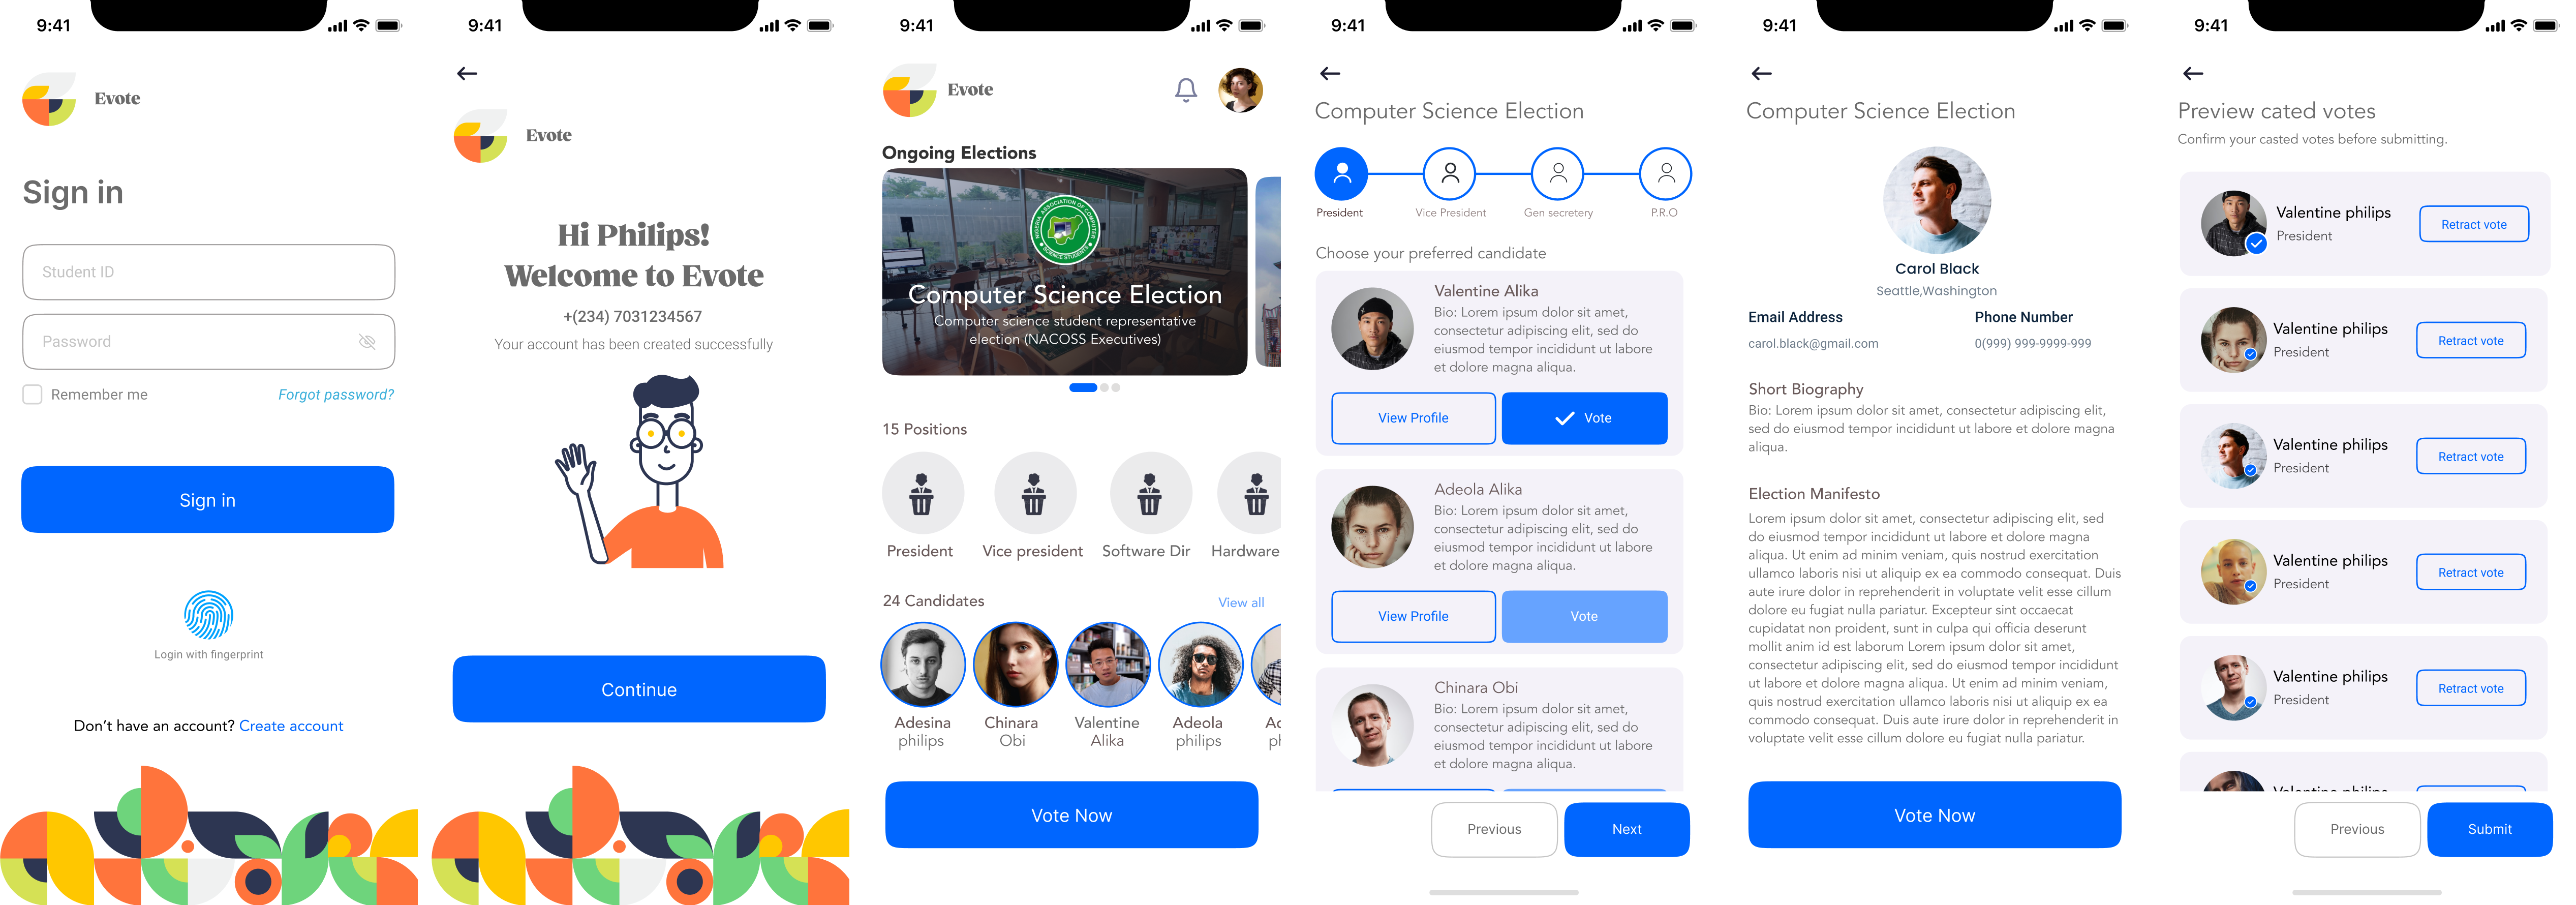 9:41
Evote
Sign in
Student ID
Password
Remember me
Forgot password?
Sign in
Login with fingerprint
Don't have an account? Create account
9:41
Evote
Hi Philips!
Welcome to Evote
+(234) 7031234567
Your account has been created successfully
Continue
9:41
Evote
Ongoing Elections
NIGERIA ASSOCIATION OF COMPUTER
SCIENCE STUDENTS
Computer Science Election
Computer science student representative
election (NACOSS Executives)
15 Positions
President
Vice president
Software Dir
Hardware
24 Candidates
View all
Adesina
philips
Chinara
Obi
Valentine
Alika
Adeola
philips
Vote Now
9:41
Computer Science Election
President
Vice President
Gen secretery
P.R.O
Choose your preferred candidate
Valentine Alika
Bio: Lorem ipsum dolor sit amet,
consectetur adipiscing elit, sed do
eiusmod tempor incididunt ut labore
et dolore magna aliqua.
View Profile
Vote
Adeola Alika
Bio: Lorem ipsum dolor sit amet,
consectetur adipiscing elit, sed do
eiusmod tempor incididunt ut labore
et dolore magna aliqua.
View Profile
Vote
Chinara Obi
Bio: Lorem ipsum dolor sit amet,
consectetur adipiscing elit, sed do
eiusmod tempor incididunt ut labore
et dolore magna aliqua.
Previous
Next
9:41
Computer Science Election
Carol Black
Seattle,Washington
Email Address
carol.black@gmail.com
Phone Number
0(999) 999-9999-999
Short Biography
Bio: Lorem ipsum dolor sit amet, consectetur adipiscing elit,
sed do eiusmod tempor incididunt ut labore et dolore magna
aliqua.
Election Manifesto
Lorem ipsum dolor sit amet, consectetur adipiscing elit, sed
do eiusmod tempor incididunt ut labore et dolore magna
aliqua. Ut enim ad minim veniam, quis nostrud exercitation
ullamco laboris nisi ut aliquip ex ea commodo consequat. Duis
aute irure dolor in reprehenderit in voluptate velit esse cillum
dolore eu fugiat nulla pariatur. Excepteur sint occaecat
cupidatat non proident, sunt in culpa qui officia deserunt
mollit anim id est laborum Lorem ipsum dolor sit amet,
consectetur adipiscing elit, sed do eiusmod tempor incididunt
ut labore et dolore magna aliqua. Ut enim ad minim veniam,
quis nostrud exercitation ullamco laboris nisi ut aliquip ex ea
commodo consequat. Duis aute irure dolor in reprehenderit in
voluptate velit esse cillum dolore eu fugiat nulla pariatur.
Vote Now
9:41
Preview cated votes
Confirm your casted votes before submitting.
Valentine philips
President
Retract vote
Valentine philips
President
Retract vote
Valentine philips
President
Retract vote
Valentine philips
President
Retract vote
Valentine philips
President
Retract vote
Valentine philips
Previous
Submit